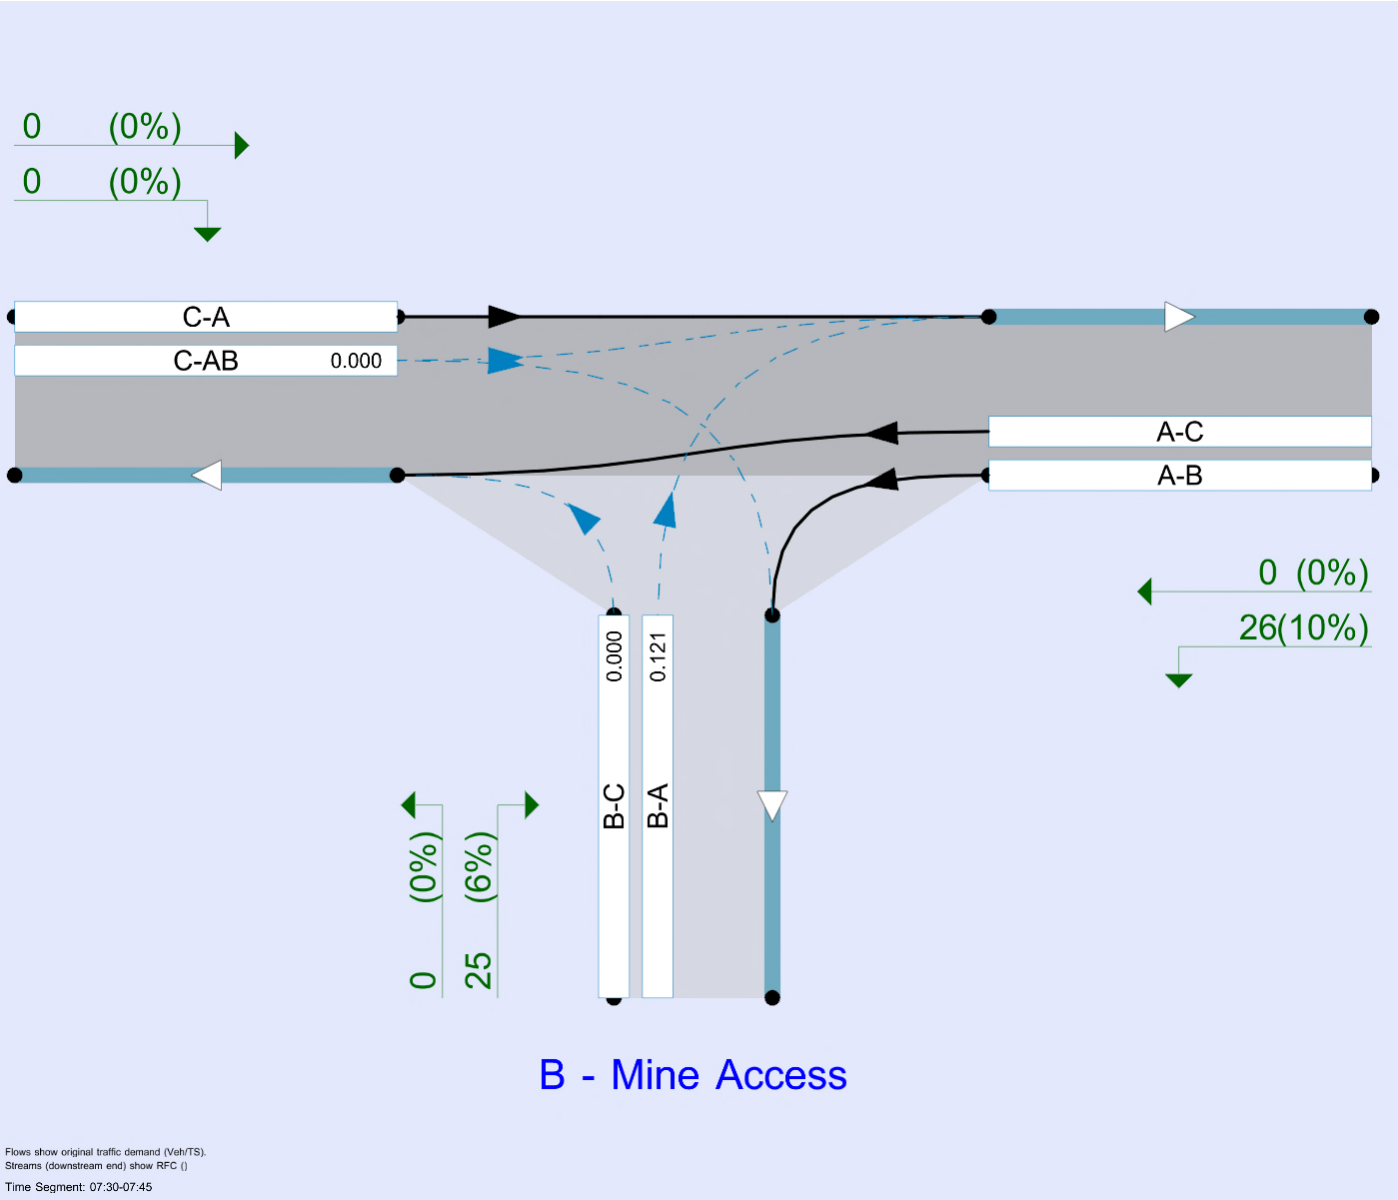 0 (0%)
0 (0%)
C-A
C-AB 0.000
A-C
A-B
0 (0%)
26(10%)
0.000
0.121
B-C
B-A
0 (0%)
25 (6%)
B - Mine Access
Flows show original traffic demand (Veh/TS).
Streams (downstream end) show RFC ()
Time Segment: 07:30-07:45